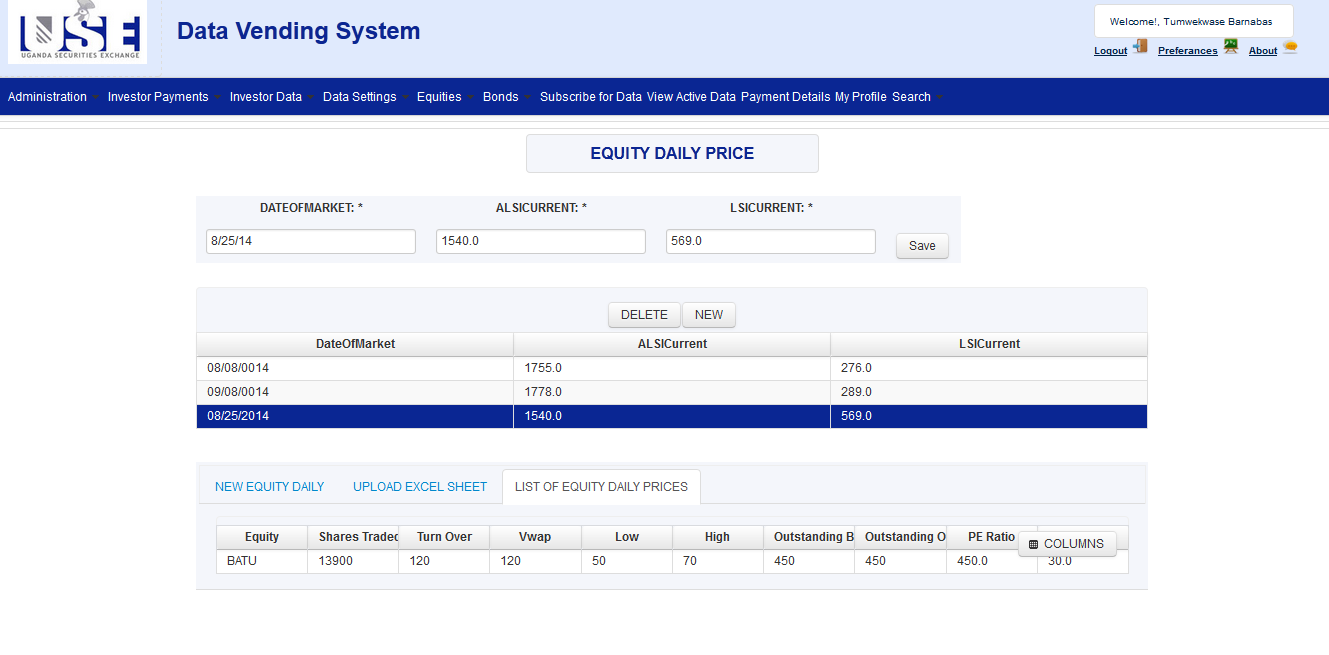 USE
UGANDA SECURITIES EXCHANGE
Data Vending System
Welcome!, Tumwekwase Barnabas
Logout Preferances About
Administration Investor Payments Investor Data Data Settings Equities Bonds Subscribe for Data View Active Data Payment Details My Profile Search
EQUITY DAILY PRICE
DATEOFMARKET: * ALSICURRENT: * LSICURRENT: *
8/25/14 1540.0 569.0 Save
DELETE NEW
DateOfMarket ALSICurrent LSICurrent
08/08/0014 1755.0 276.0
09/08/0014 1778.0 289.0
08/25/2014 1540.0 569.0
NEW EQUITY DAILY UPLOAD EXCEL SHEET LIST OF EQUITY DAILY PRICES
Equity Shares Traded Turn Over Vwap Low High Outstanding B Outstanding O PE Ratio COLUMNS
BATU 13900 120 120 50 70 450 450 450.0 30.0